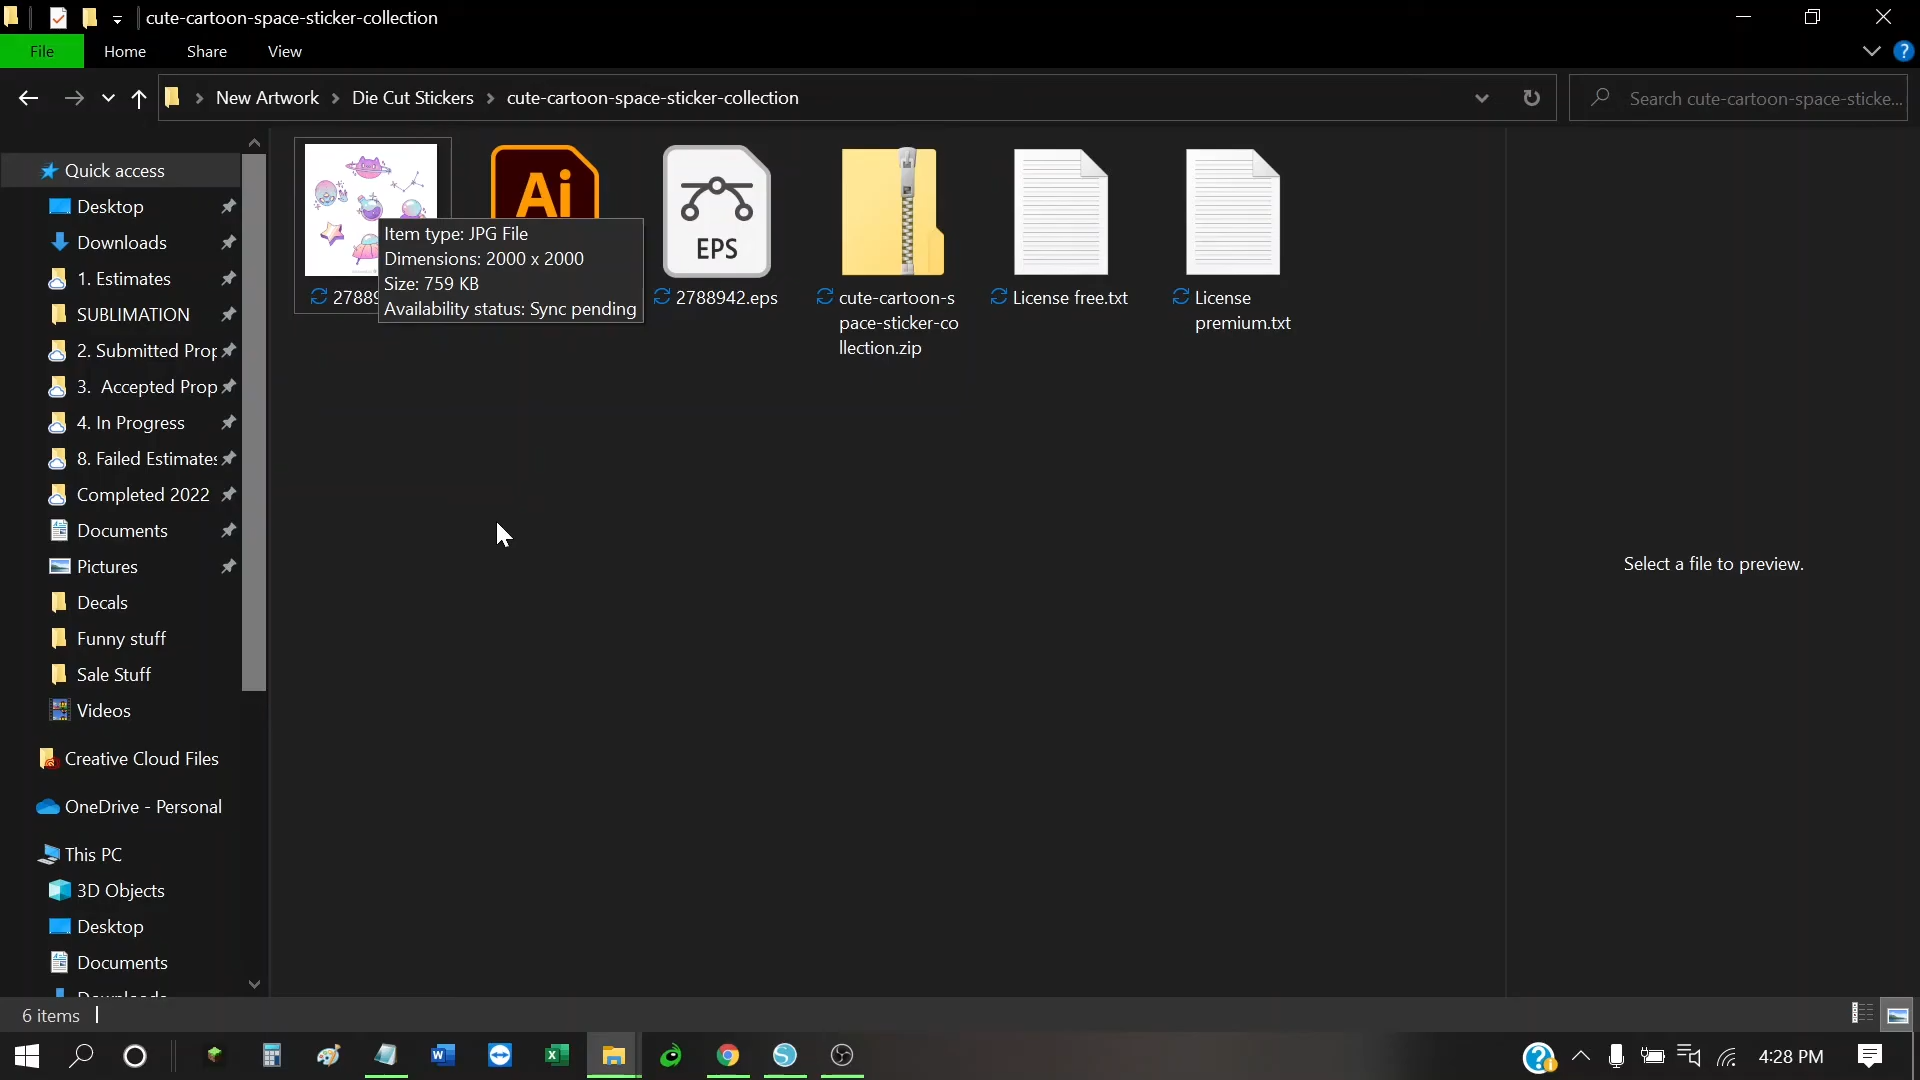 cute-cartoon-space-sticker-collection
File
Home
Share
View
New Artwork
Die Cut Stickers
cute-cartoon-space-sticker-collection
Search cute-cartoon-space-sticke...
Quick access
Desktop
Downloads
1. Estimates
SUBLIMATION
2. Submitted Prop
3. Accepted Prop
4. In Progress
8. Failed Estimates
Completed 2022
Documents
Pictures
Decals
Funny stuff
Sale Stuff
Videos
Creative Cloud Files
OneDrive - Personal
This PC
3D Objects
Desktop
Documents
Downloads
Ai
Item type: JPG File
Dimensions: 2000 x 2000
Size: 759 KB
Availability status: Sync pending
27889
EPS
2788942.eps
cute-cartoon-s
pace-sticker-co
llection.zip
License free.txt
License
premium.txt
Select a file to preview.
6 items
4:28 PM